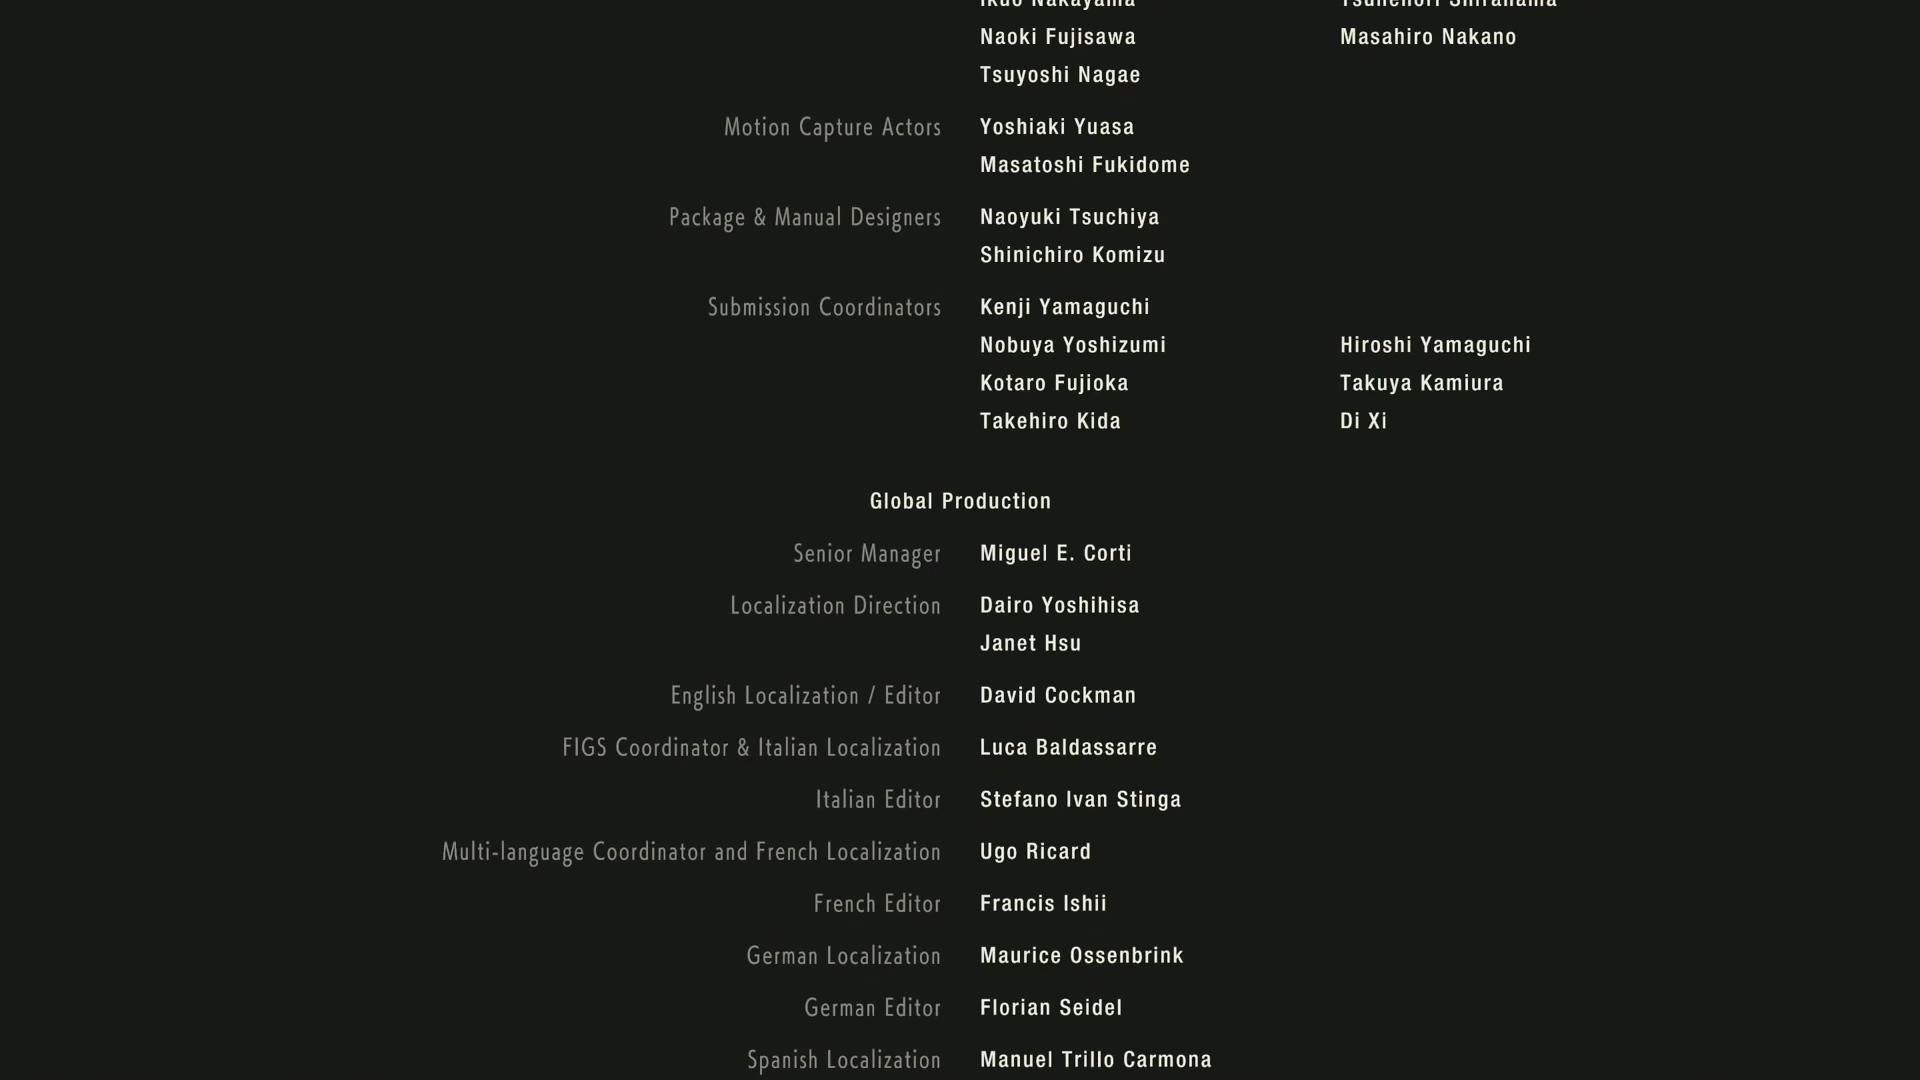 Ikuo Nakayama Tsunenori Shirahama
Naoki Fujisawa Masahiro Nakano
Tsuyoshi Nagae
Motion Capture Actors Yoshiaki Yuasa
Masatoshi Fukidome
Package & Manual Designers Naoyuki Tsuchiya
Shinichiro Komizu
Submission Coordinators Kenji Yamaguchi
Nobuya Yoshizumi Hiroshi Yamaguchi
Kotaro Fujioka Takuya Kamiura
Takehiro Kida Di Xi
Global Production
Senior Manager Miguel E. Corti
Localization Direction Dairo Yoshihisa
Janet Hsu
English Localization / Editor David Cockman
FIGS Coordinator & Italian Localization Luca Baldassarre
Italian Editor Stefano Ivan Stinga
Multi-language Coordinator and French Localization Ugo Ricard
French Editor Francis Ishii
German Localization Maurice Ossenbrink
German Editor Florian Seidel
Spanish Localization Manuel Trillo Carmona